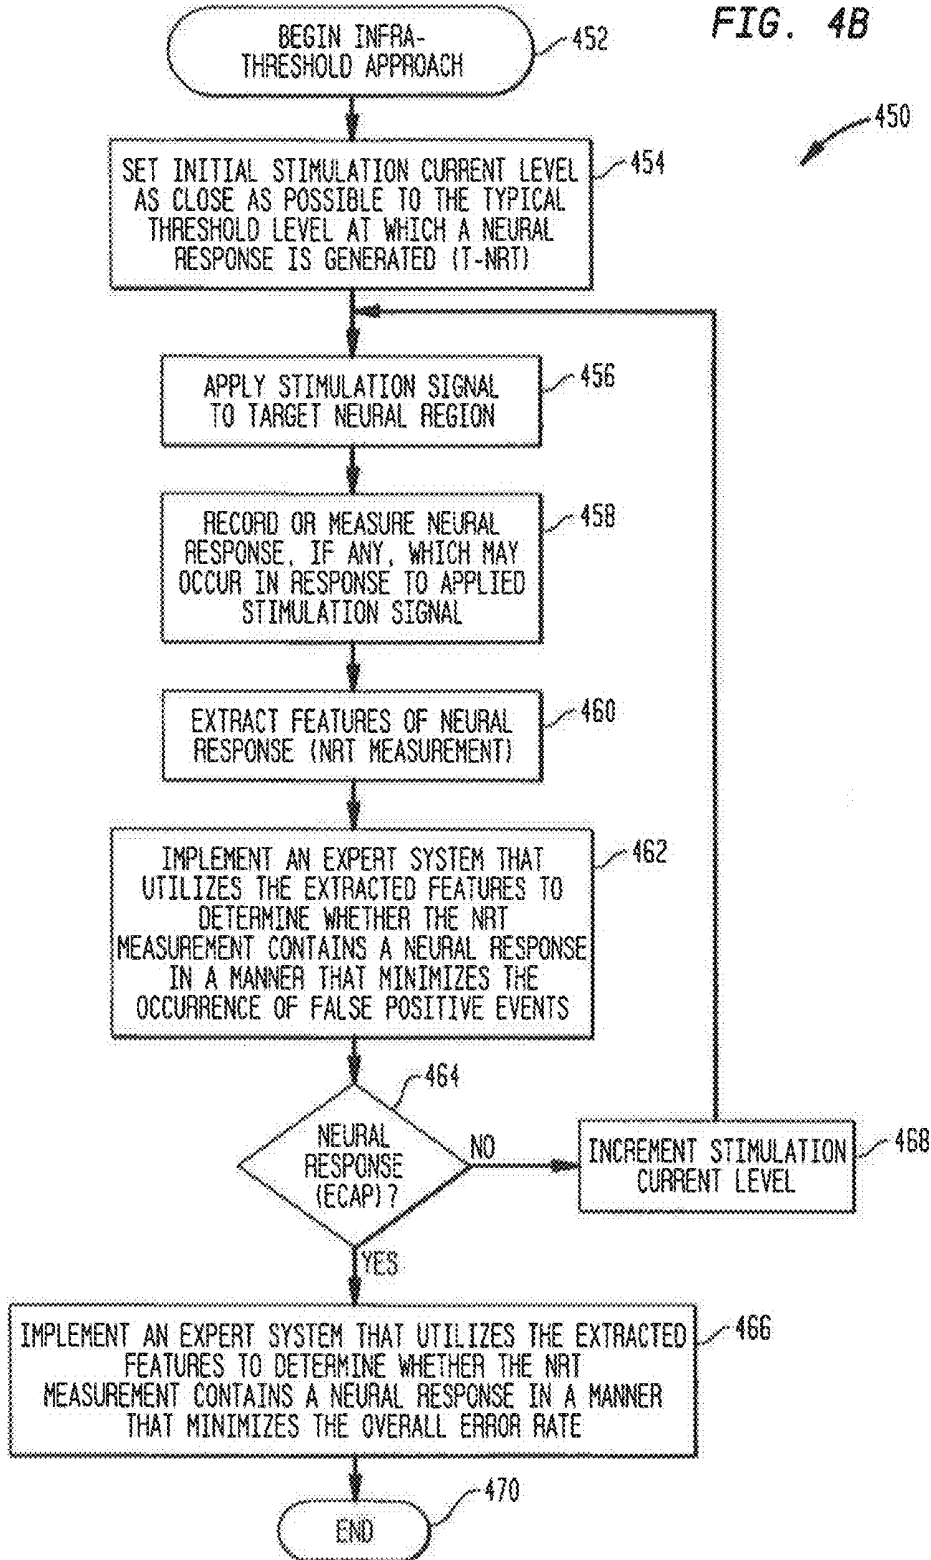 FIG. 4B
BEGIN INFRA-
THRESHOLD APPROACH
452
450
SET INITIAL STIMULATION CURRENT LEVEL
AS CLOSE AS POSSIBLE TO THE TYPICAL
THRESHOLD LEVEL AT WHICH A NEURAL
RESPONSE IS GENERATED (T-NRT)
454
APPLY STIMULATION SIGNAL
TO TARGET NEURAL REGION
456
RECORD OR MEASURE NEURAL
RESPONSE, IF ANY, WHICH MAY
OCCUR IN RESPONSE TO APPLIED
STIMULATION SIGNAL
458
EXTRACT FEATURES OF NEURAL
RESPONSE (NRT MEASUREMENT)
460
IMPLEMENT AN EXPERT SYSTEM THAT
UTILIZES THE EXTRACTED FEATURES TO
DETERMINE WHETHER THE NRT
MEASUREMENT CONTAINS A NEURAL RESPONSE
IN A MANNER THAT MINIMIZES THE
OCCURRENCE OF FALSE POSITIVE EVENTS
462
NEURAL
RESPONSE
(ECAP)?
464
NO
INCREMENT STIMULATION
CURRENT LEVEL
468
YES
IMPLEMENT AN EXPERT SYSTEM THAT UTILIZES THE EXTRACTED
FEATURES TO DETERMINE WHETHER THE NRT
MEASUREMENT CONTAINS A NEURAL RESPONSE IN A MANNER
THAT MINIMIZES THE OVERALL ERROR RATE
466
END
470